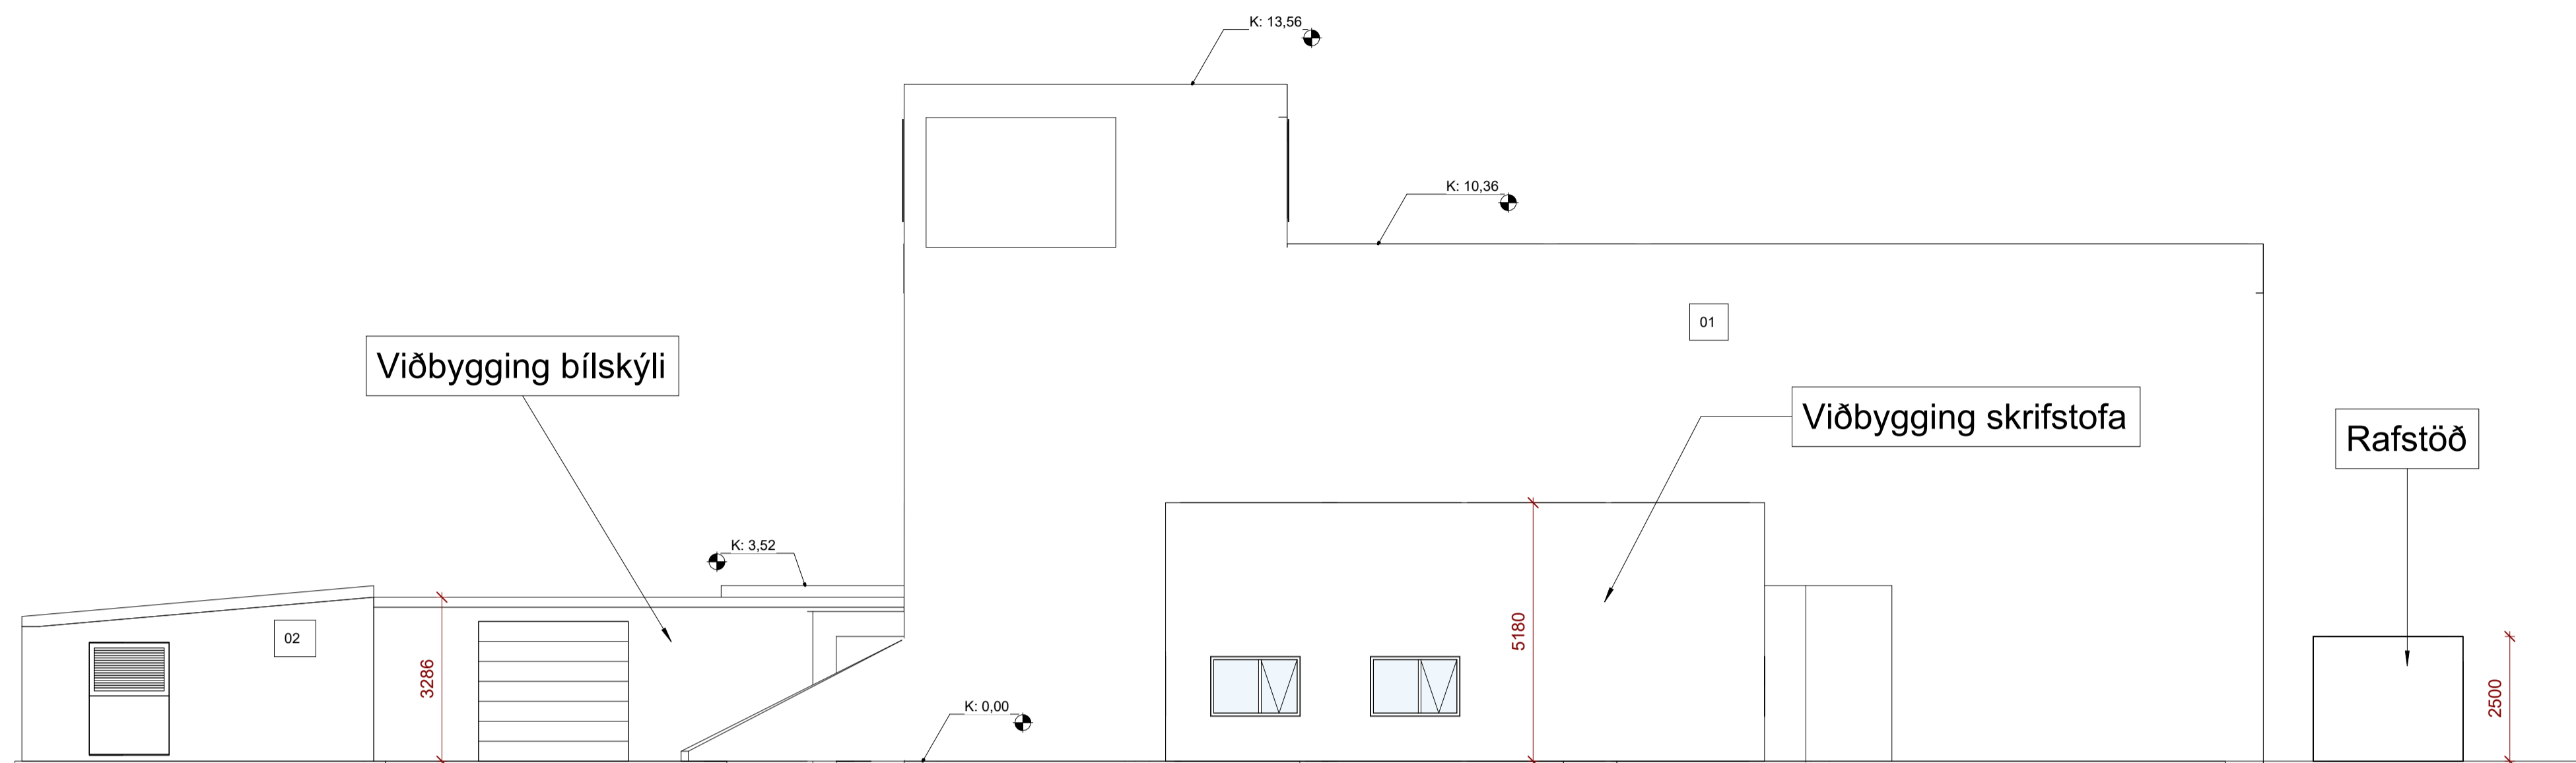 K: 13,56
K: 10,36
01
Viðbygging bílskýli
Viðbygging skrifstofa
Rafstöð
K: 3,52
02
3286
5180
2500
K: 0,00